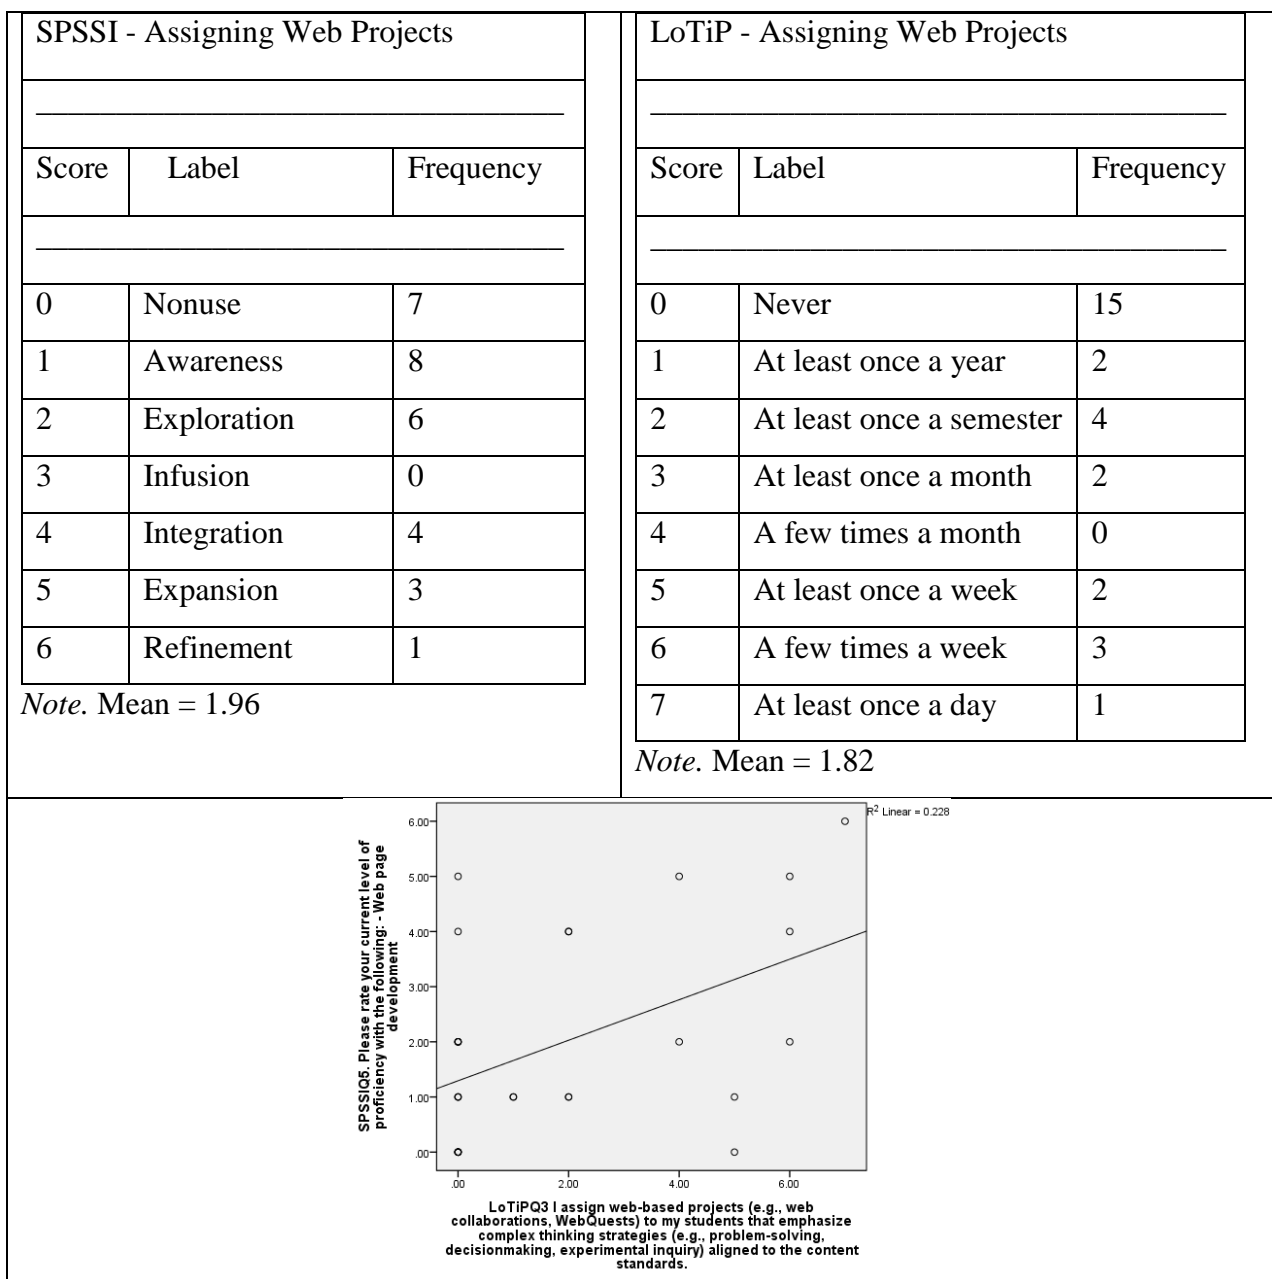 SPSSI - Assigning Web Projects
Score Label Frequency
0 Nonuse 7
1 Awareness 8
2 Exploration 6
3 Infusion 0
4 Integration 4
5 Expansion 3
6 Refinement 1
Note. Mean = 1.96
LoTiP - Assigning Web Projects
Score Label Frequency
0 Never 15
1 At least once a year 2
2 At least once a semester 4
3 At least once a month 2
4 A few times a month 0
5 At least once a week 2
6 A few times a week 3
7 At least once a day 1
Note. Mean = 1.82
R² Linear = 0.228
SPSSIQ5. Please rate your current level of
proficiency with the following: - Web page
development
6.00
5.00
4.00
3.00
2.00
1.00
.00
.00 2.00 4.00 6.00
LoTiPQ3 I assign web-based projects (e.g., web
collaborations, WebQuests) to my students that emphasize
complex thinking strategies (e.g., problem-solving,
decisionmaking, experimental inquiry) aligned to the content
standards.